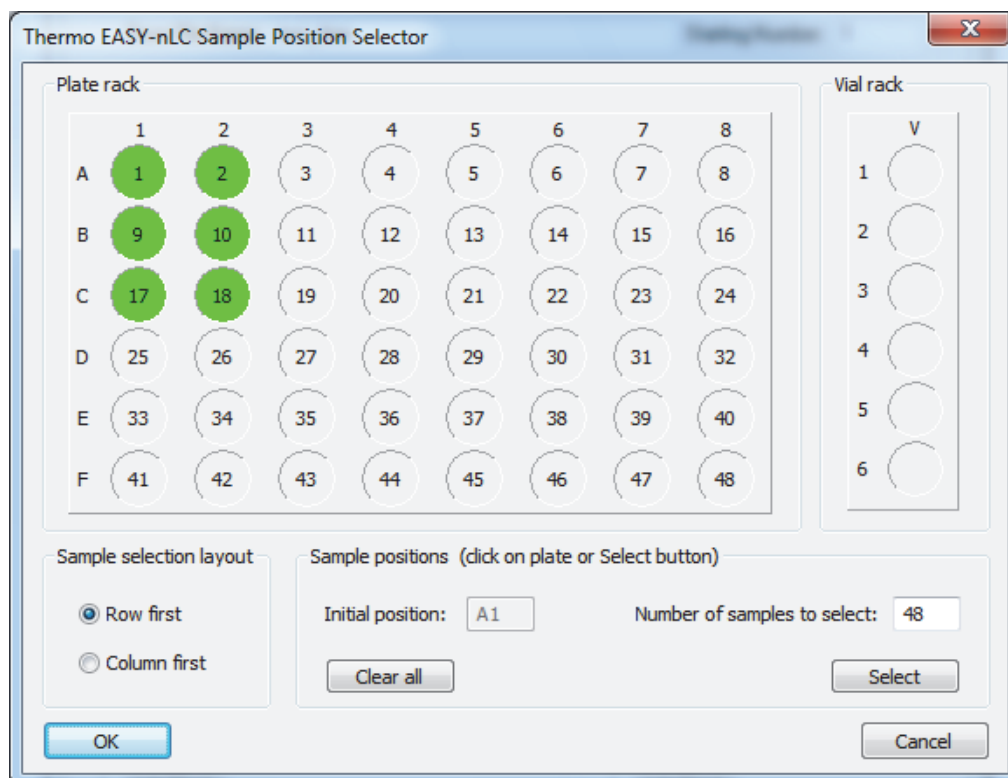 Thermo EASY-nLC Sample Position Selector
Plate rack
1 2 3 4 5 6 7 8
A 1 2 3 4 5 6 7 8
B 9 10 11 12 13 14 15 16
C 17 18 19 20 21 22 23 24
D 25 26 27 28 29 30 31 32
E 33 34 35 36 37 38 39 40
F 41 42 43 44 45 46 47 48
Vial rack
V
1
2
3
4
5
6
Sample selection layout
Row first
Column first
Sample positions (click on plate or Select button)
Initial position: A1 Number of samples to select: 48
Clear all Select
OK Cancel